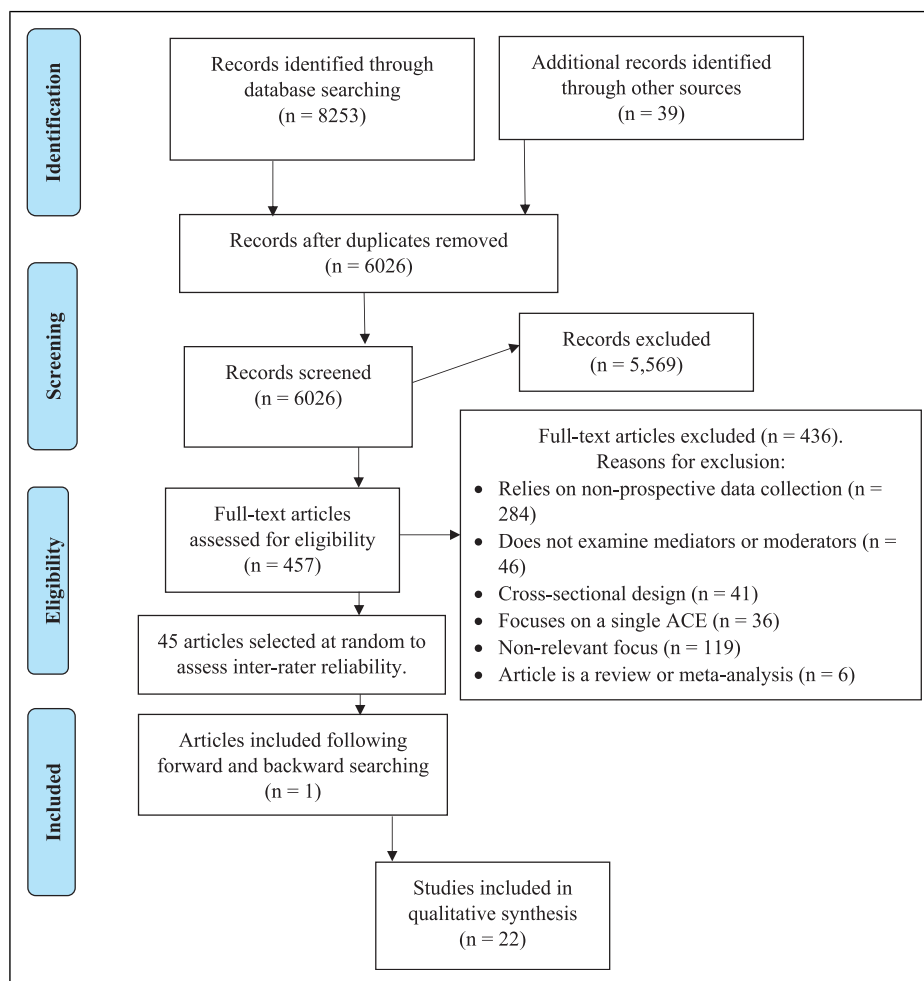 Identification
Records identified through
database searching
(n = 8253)
Additional records identified
through other sources
(n = 39)
Records after duplicates removed
(n = 6026)
Screening
Records screened
(n = 6026)
Records excluded
(n = 5,569)
Eligibility
Full-text articles
assessed for eligibility
(n = 457)
Full-text articles excluded (n = 436).
Reasons for exclusion:
• Relies on non-prospective data collection (n =
284)
• Does not examine mediators or moderators (n =
46)
• Cross-sectional design (n = 41)
• Focuses on a single ACE (n = 36)
• Non-relevant focus (n = 119)
• Article is a review or meta-analysis (n = 6)
45 articles selected at random to
assess inter-rater reliability.
Included
Articles included following
forward and backward searching
(n = 1)
Studies included in
qualitative synthesis
(n = 22)